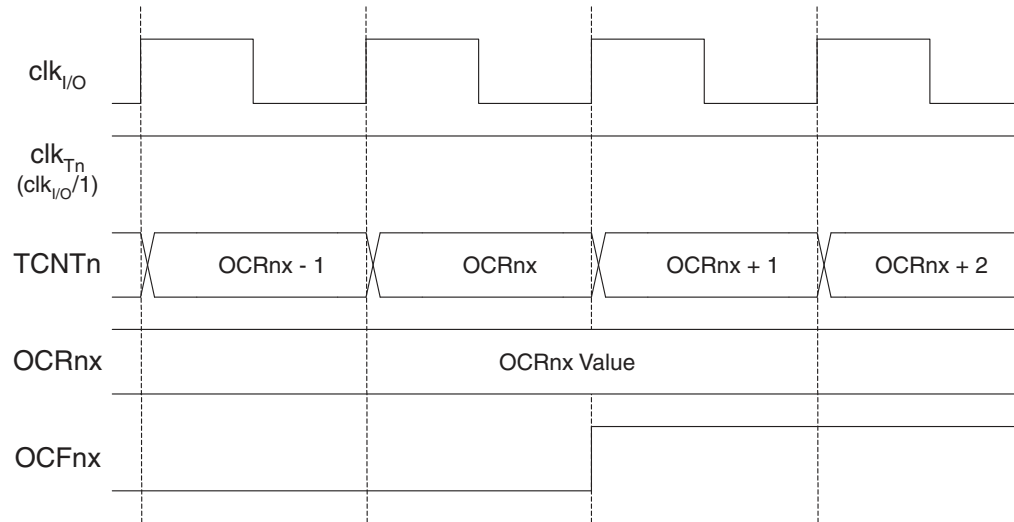 clkI/O
clkTn
(clkI/O/1)
TCNTn OCRnx - 1 OCRnx OCRnx + 1 OCRnx + 2
OCRnx OCRnx Value
OCFnx